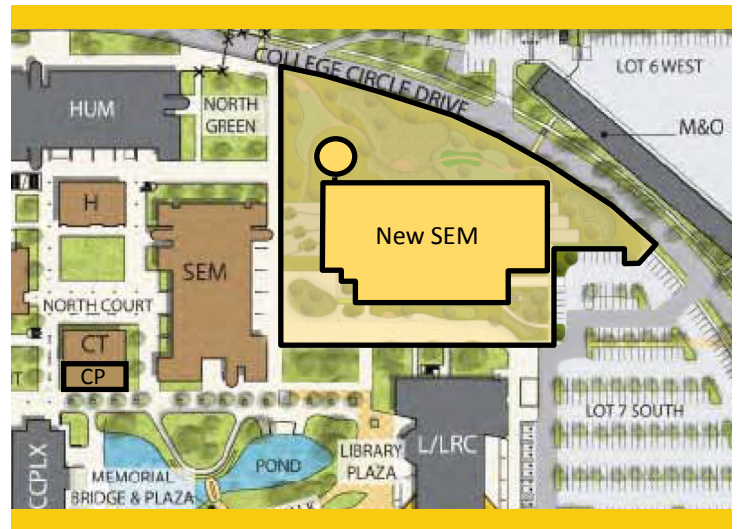 COLLEGE CIRCLE DRIVE
LOT 6 WEST
HUM
NORTH
GREEN
M&O
H
New SEM
SEM
NORTH COURT
CT
CP
LOT 7 SOUTH
CCPLX
MEMORIAL
BRIDGE & PLAZA
POND
LIBRARY
PLAZA
L/LRC